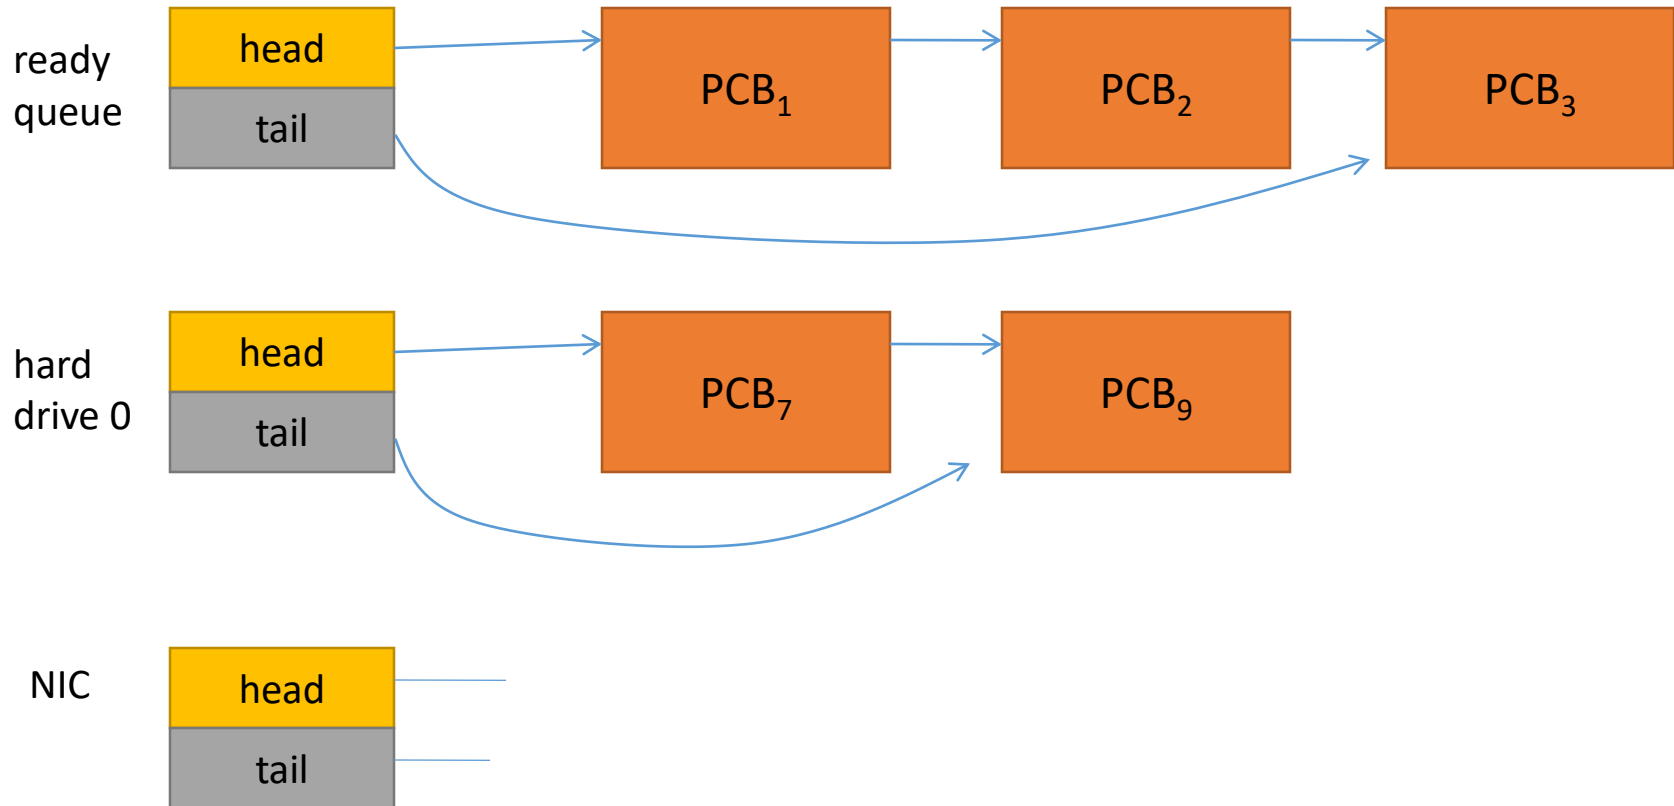 ready
queue
head
tail
PCB₁
PCB₂
PCB₃
hard
drive 0
head
tail
PCB₇
PCB₉
NIC
head
tail